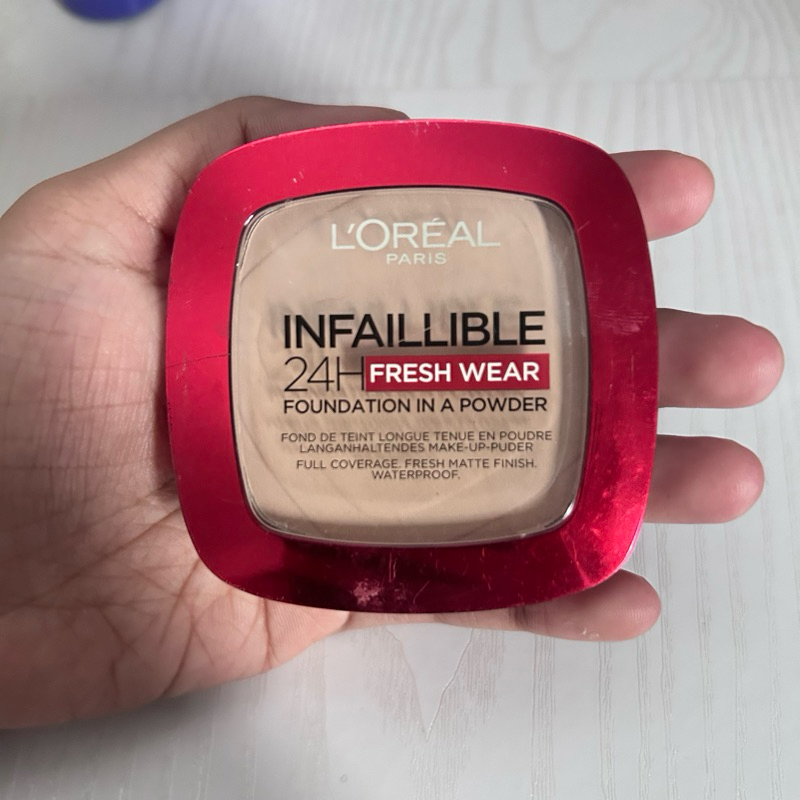 L'ORÉAL
PARIS
INFAILLIBLE
24H FRESH WEAR
FOUNDATION IN A POWDER
FOND DE TEINT LONGUE TENUE EN POUDRE
LANGANHALTENDES MAKE-UP-PUDER
FULL COVERAGE. FRESH MATTE FINISH.
WATERPROOF.